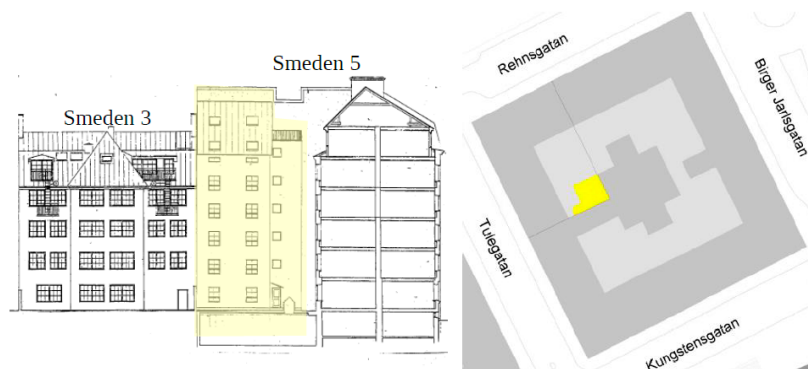 Smeden 5
Smeden 3
Rehnsgatan
Birger Jarlsgatan
Tulegatan
Kungstensgatan